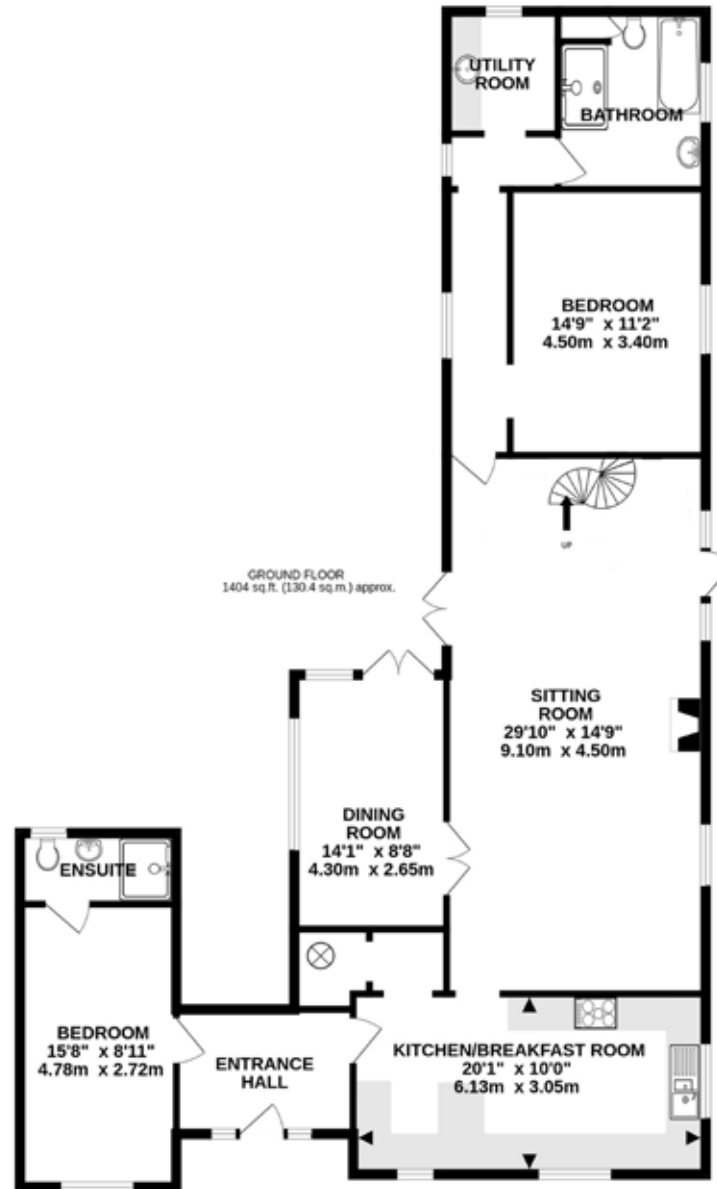 UTILITY
ROOM
BATHROOM
BEDROOM
14'9" x 11'2"
4.50m x 3.40m
UP
GROUND FLOOR
1404 sq.ft. (130.4 sq.m.) approx.
SITTING
ROOM
29'10" x 14'9"
9.10m x 4.50m
DINING
ROOM
14'1" x 8'8"
4.30m x 2.65m
ENSUITE
BEDROOM
15'8" x 8'11"
4.78m x 2.72m
ENTRANCE
HALL
KITCHEN/BREAKFAST ROOM
20'1" x 10'0"
6.13m x 3.05m